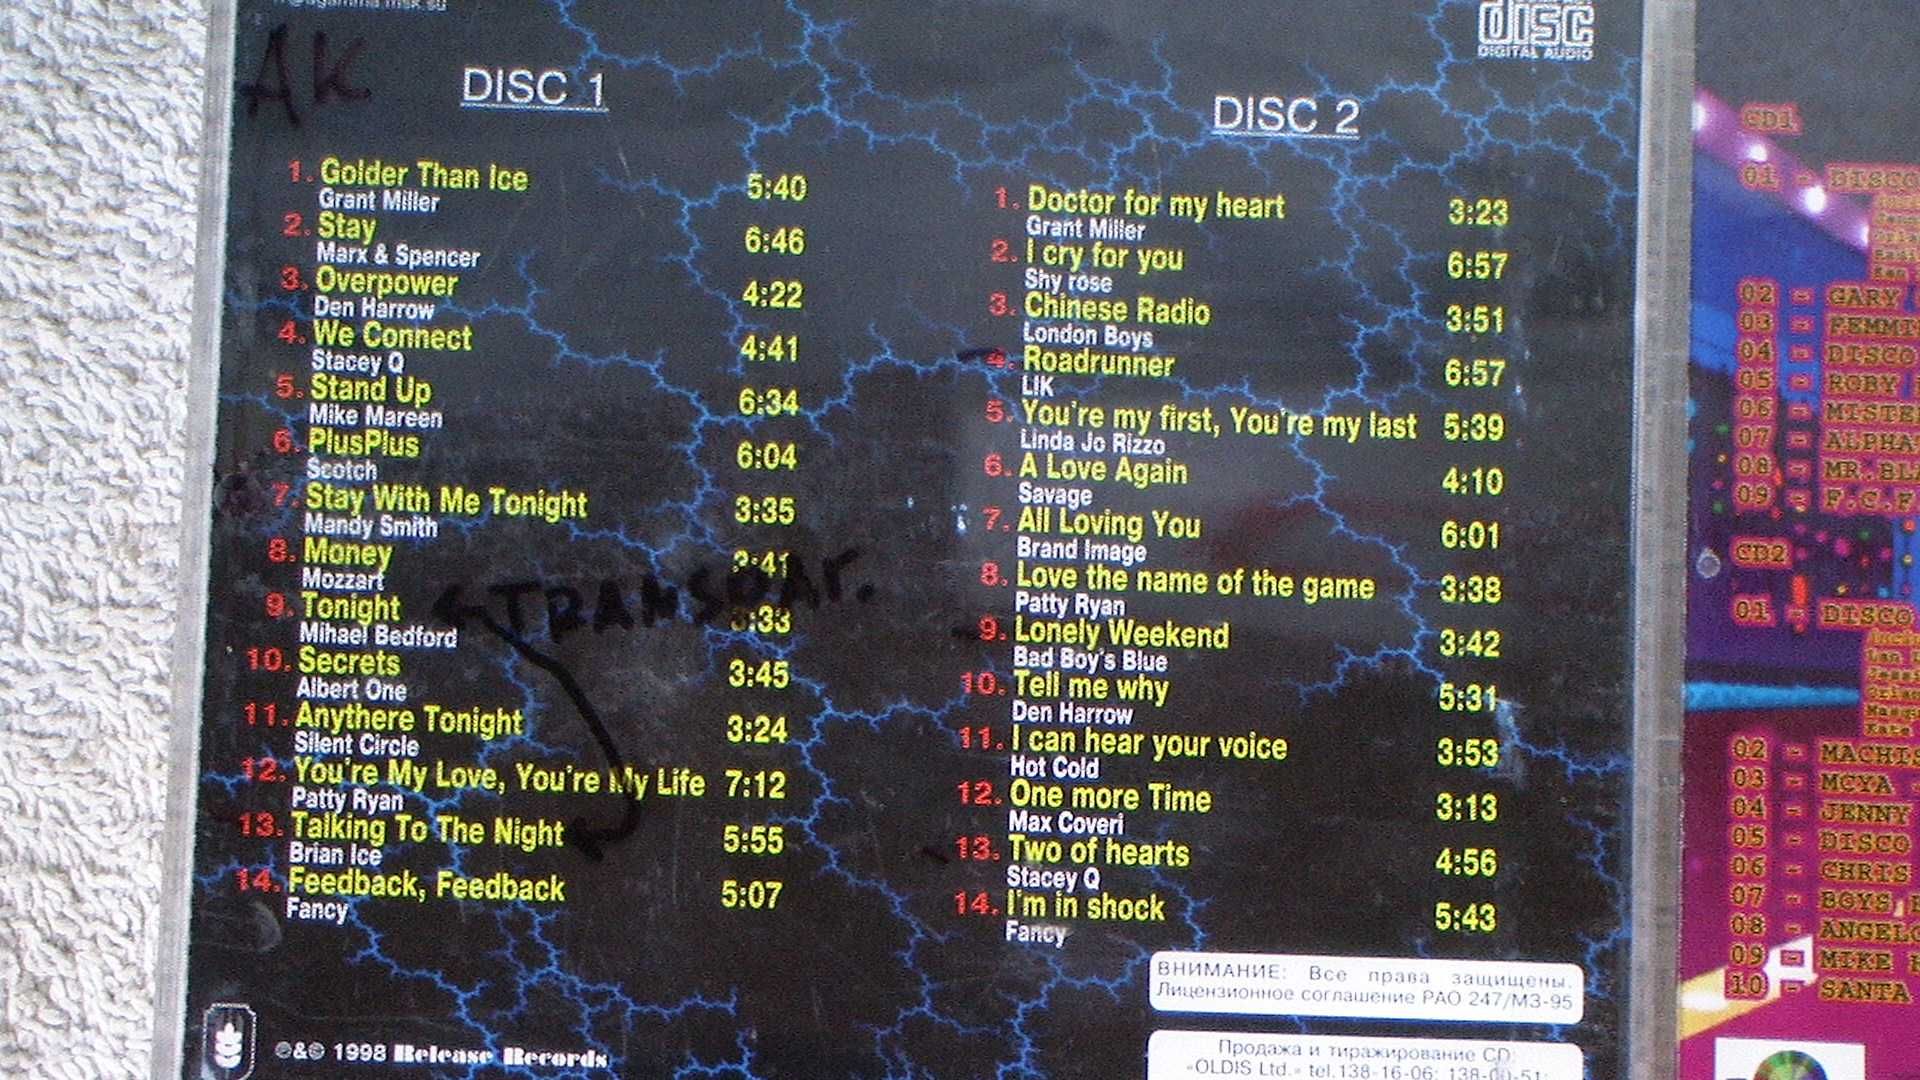 AK
DISC 1
1. Golder Than Ice 5:40
Grant Miller
2. Stay 6:46
Marx & Spencer
3. Overpower 4:22
Den Harrow
4. We Connect 4:41
Stacey Q
5. Stand Up 6:34
Mike Mareen
6. PlusPlus 6:04
Scotch
7. Stay With Me Tonight 3:35
Mandy Smith
8. Money 3:41
Mozzart
9. Tonight 3:33
Mihael Bedford
10. Secrets 3:45
Albert One
11. Anythere Tonight 3:24
Silent Circle
12. You're My Love, You're My Life 7:12
Patty Ryan
13. Talking To The Night 5:55
Brian Ice
14. Feedback, Feedback 5:07
Fancy
©&℗ 1998 Release Records
disc
DIGITAL AUDIO
DISC 2
1. Doctor for my heart 3:23
Grant Miller
2. I cry for you 6:57
Shy rose
3. Chinese Radio 3:51
London Boys
4. Roadrunner 6:57
LIK
5. You're my first, You're my last 5:39
Linda Jo Rizzo
6. A Love Again 4:10
Savage
7. All Loving You 6:01
Brand Image
8. Love the name of the game 3:38
Patty Ryan
9. Lonely Weekend 3:42
Bad Boy's Blue
10. Tell me why 5:31
Den Harrow
11. I can hear your voice 3:53
Hot Cold
12. One more Time 3:13
Max Coveri
13. Two of hearts 4:56
Stacey Q
14. I'm in shock 5:43
Fancy
ВНИМАНИЕ: Все права защищены.
Лицензионное соглашение РАО 247/МЗ-95
Продажа и тиражирование CD:
«OLDIS Ltd.» tel.138-16-06; 138-00-51;
CD1
01 - DISCO
02 - GARY
03 -
04 - DISCO
05 - ROBY
06 -
07 -
08 -
09 -
CD2
01 - DISCO
02 -
03 - MCYA -
04 - JENNY
05 - DISCO
06 - CHRIS
07 - BOYS
08 -
09 - MIKE
10 - SANTA